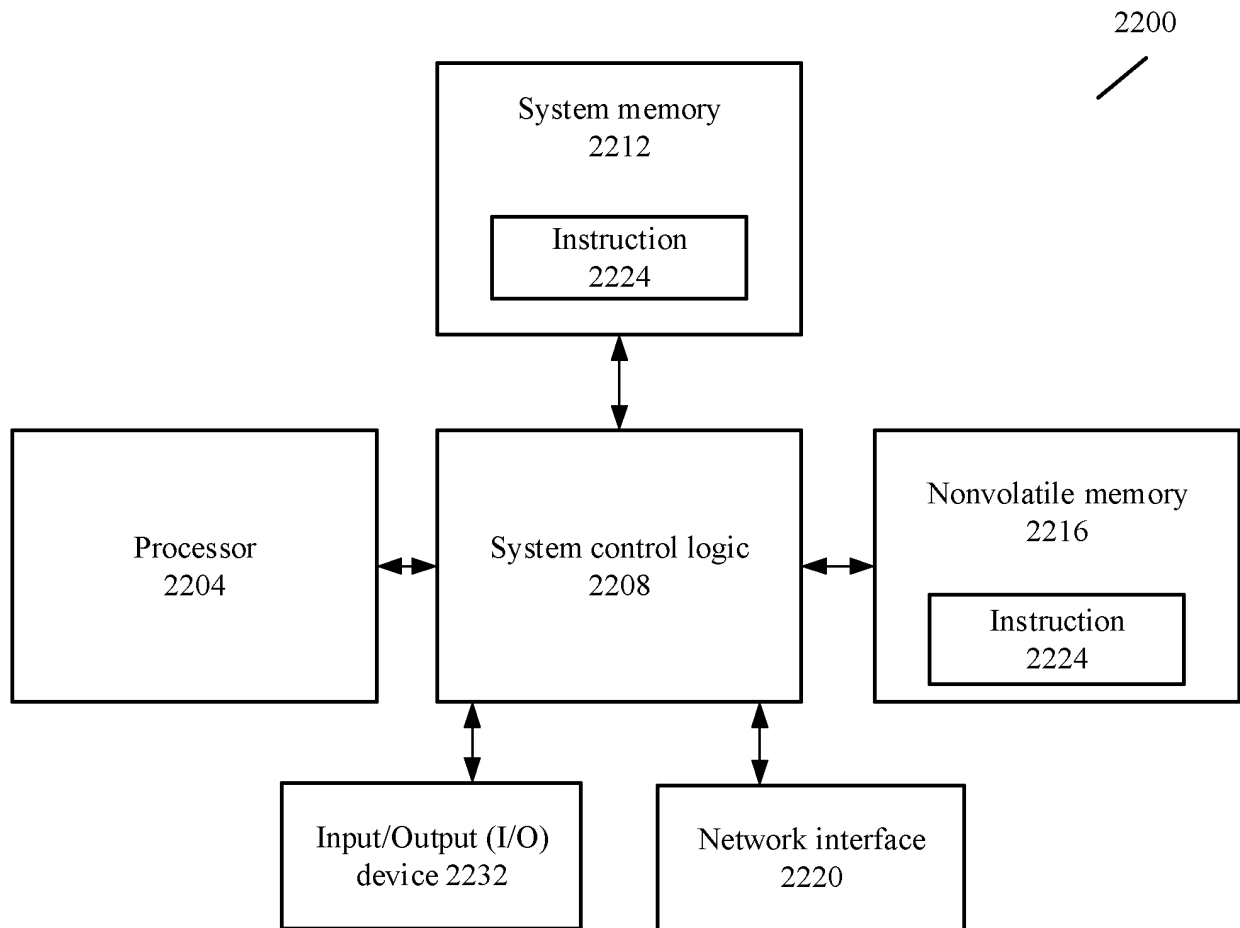 2200
System memory
2212
Instruction
2224
Processor
2204
System control logic
2208
Nonvolatile memory
2216
Instruction
2224
Input/Output (I/O)
device 2232
Network interface
2220